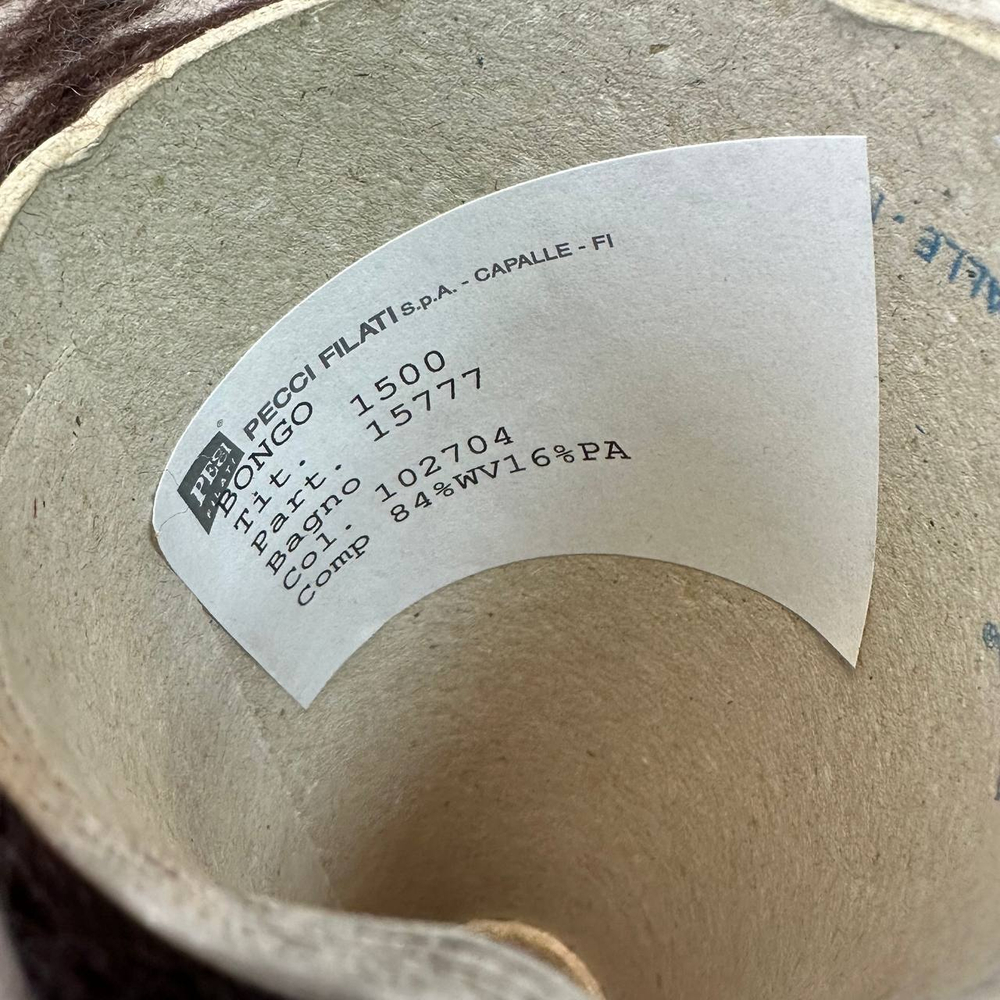 PECCI FILATI S.p.A. - CAPALLE - FI
BONGO
Tit. 1500
Part. 15777
Bagno
Col. 102704
Comp 84%WV16%PA